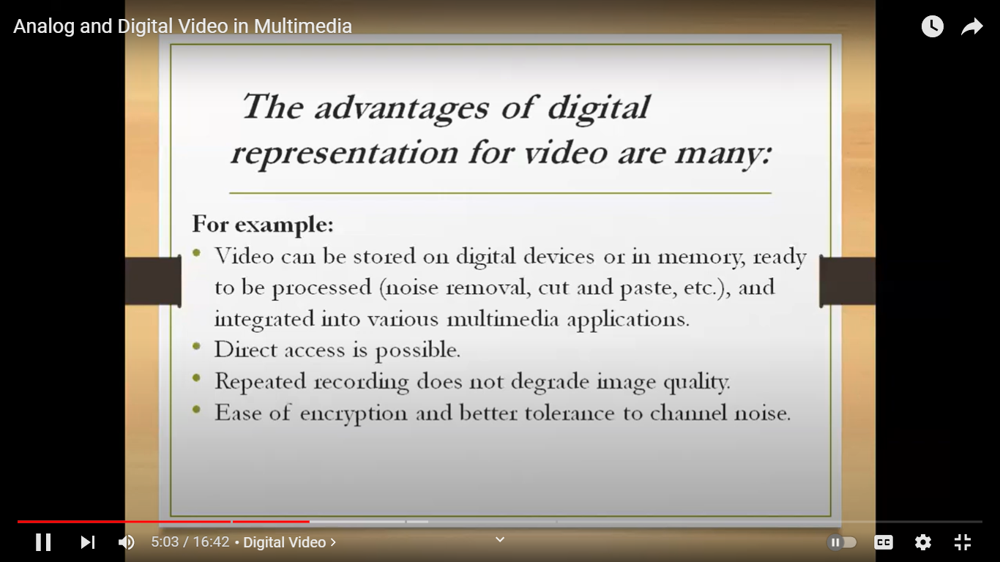 Analog and Digital Video in Multimedia
The advantages of digital
representation for video are many:
For example:
• Video can be stored on digital devices or in memory, ready
to be processed (noise removal, cut and paste, etc.), and
integrated into various multimedia applications.
• Direct access is possible.
• Repeated recording does not degrade image quality.
• Ease of encryption and better tolerance to channel noise.
5:03 / 16:42 • Digital Video >
CC